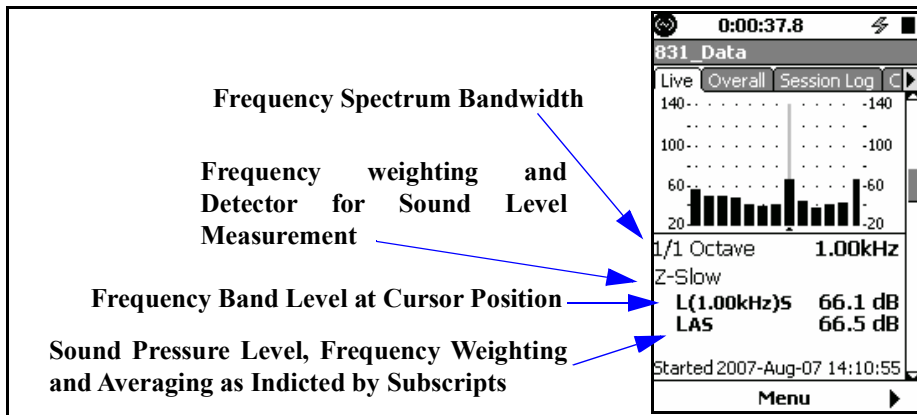 Frequency Spectrum Bandwidth
Frequency weighting and
Detector for Sound Level
Measurement
Frequency Band Level at Cursor Position
Sound Pressure Level, Frequency Weighting
and Averaging as Indicted by Subscripts
0:00:37.8
831_Data
Live Overall Session Log C
140 -140
100 -100
60 -60
20 -20
1/1 Octave 1.00kHz
Z-Slow
L(1.00kHz)S 66.1 dB
LAS 66.5 dB
Started 2007-Aug-07 14:10:55
Menu